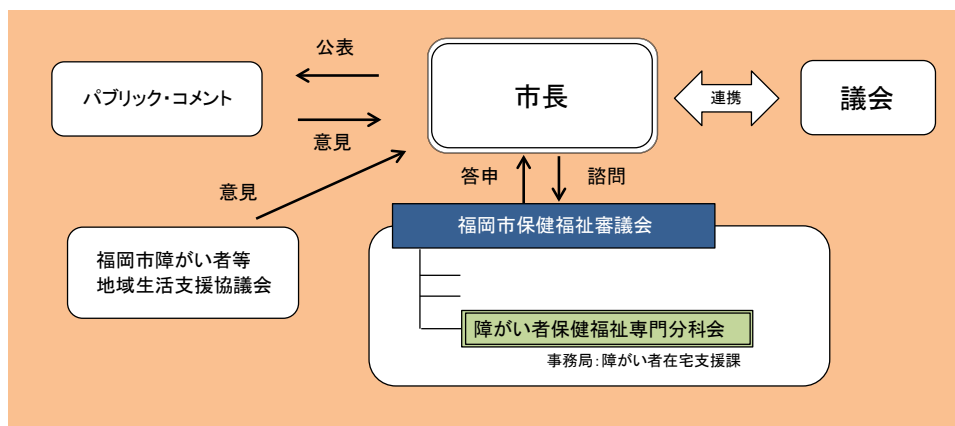 公表
パブリック・コメント
市長
連携
議会
意見
答申
諮問
意見
福岡市保健福祉審議会
福岡市障がい者等
地域生活支援協議会
障がい者保健福祉専門分科会
事務局:障がい者在宅支援課